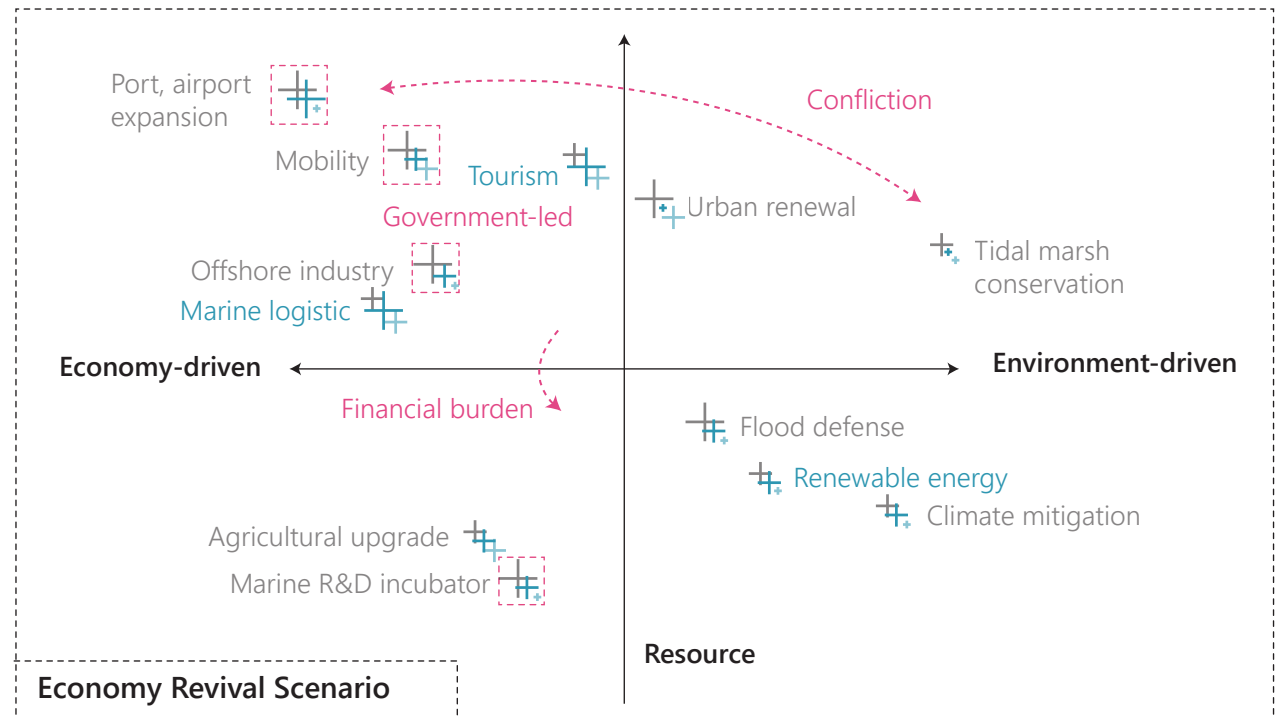 Port, airport
expansion
Confliction
Mobility
Tourism
Urban renewal
Government-led
Tidal marsh
conservation
Offshore industry
Marine logistic
Economy-driven
Environment-driven
Financial burden
Flood defense
Renewable energy
Climate mitigation
Agricultural upgrade
Marine R&D incubator
Resource
Economy Revival Scenario